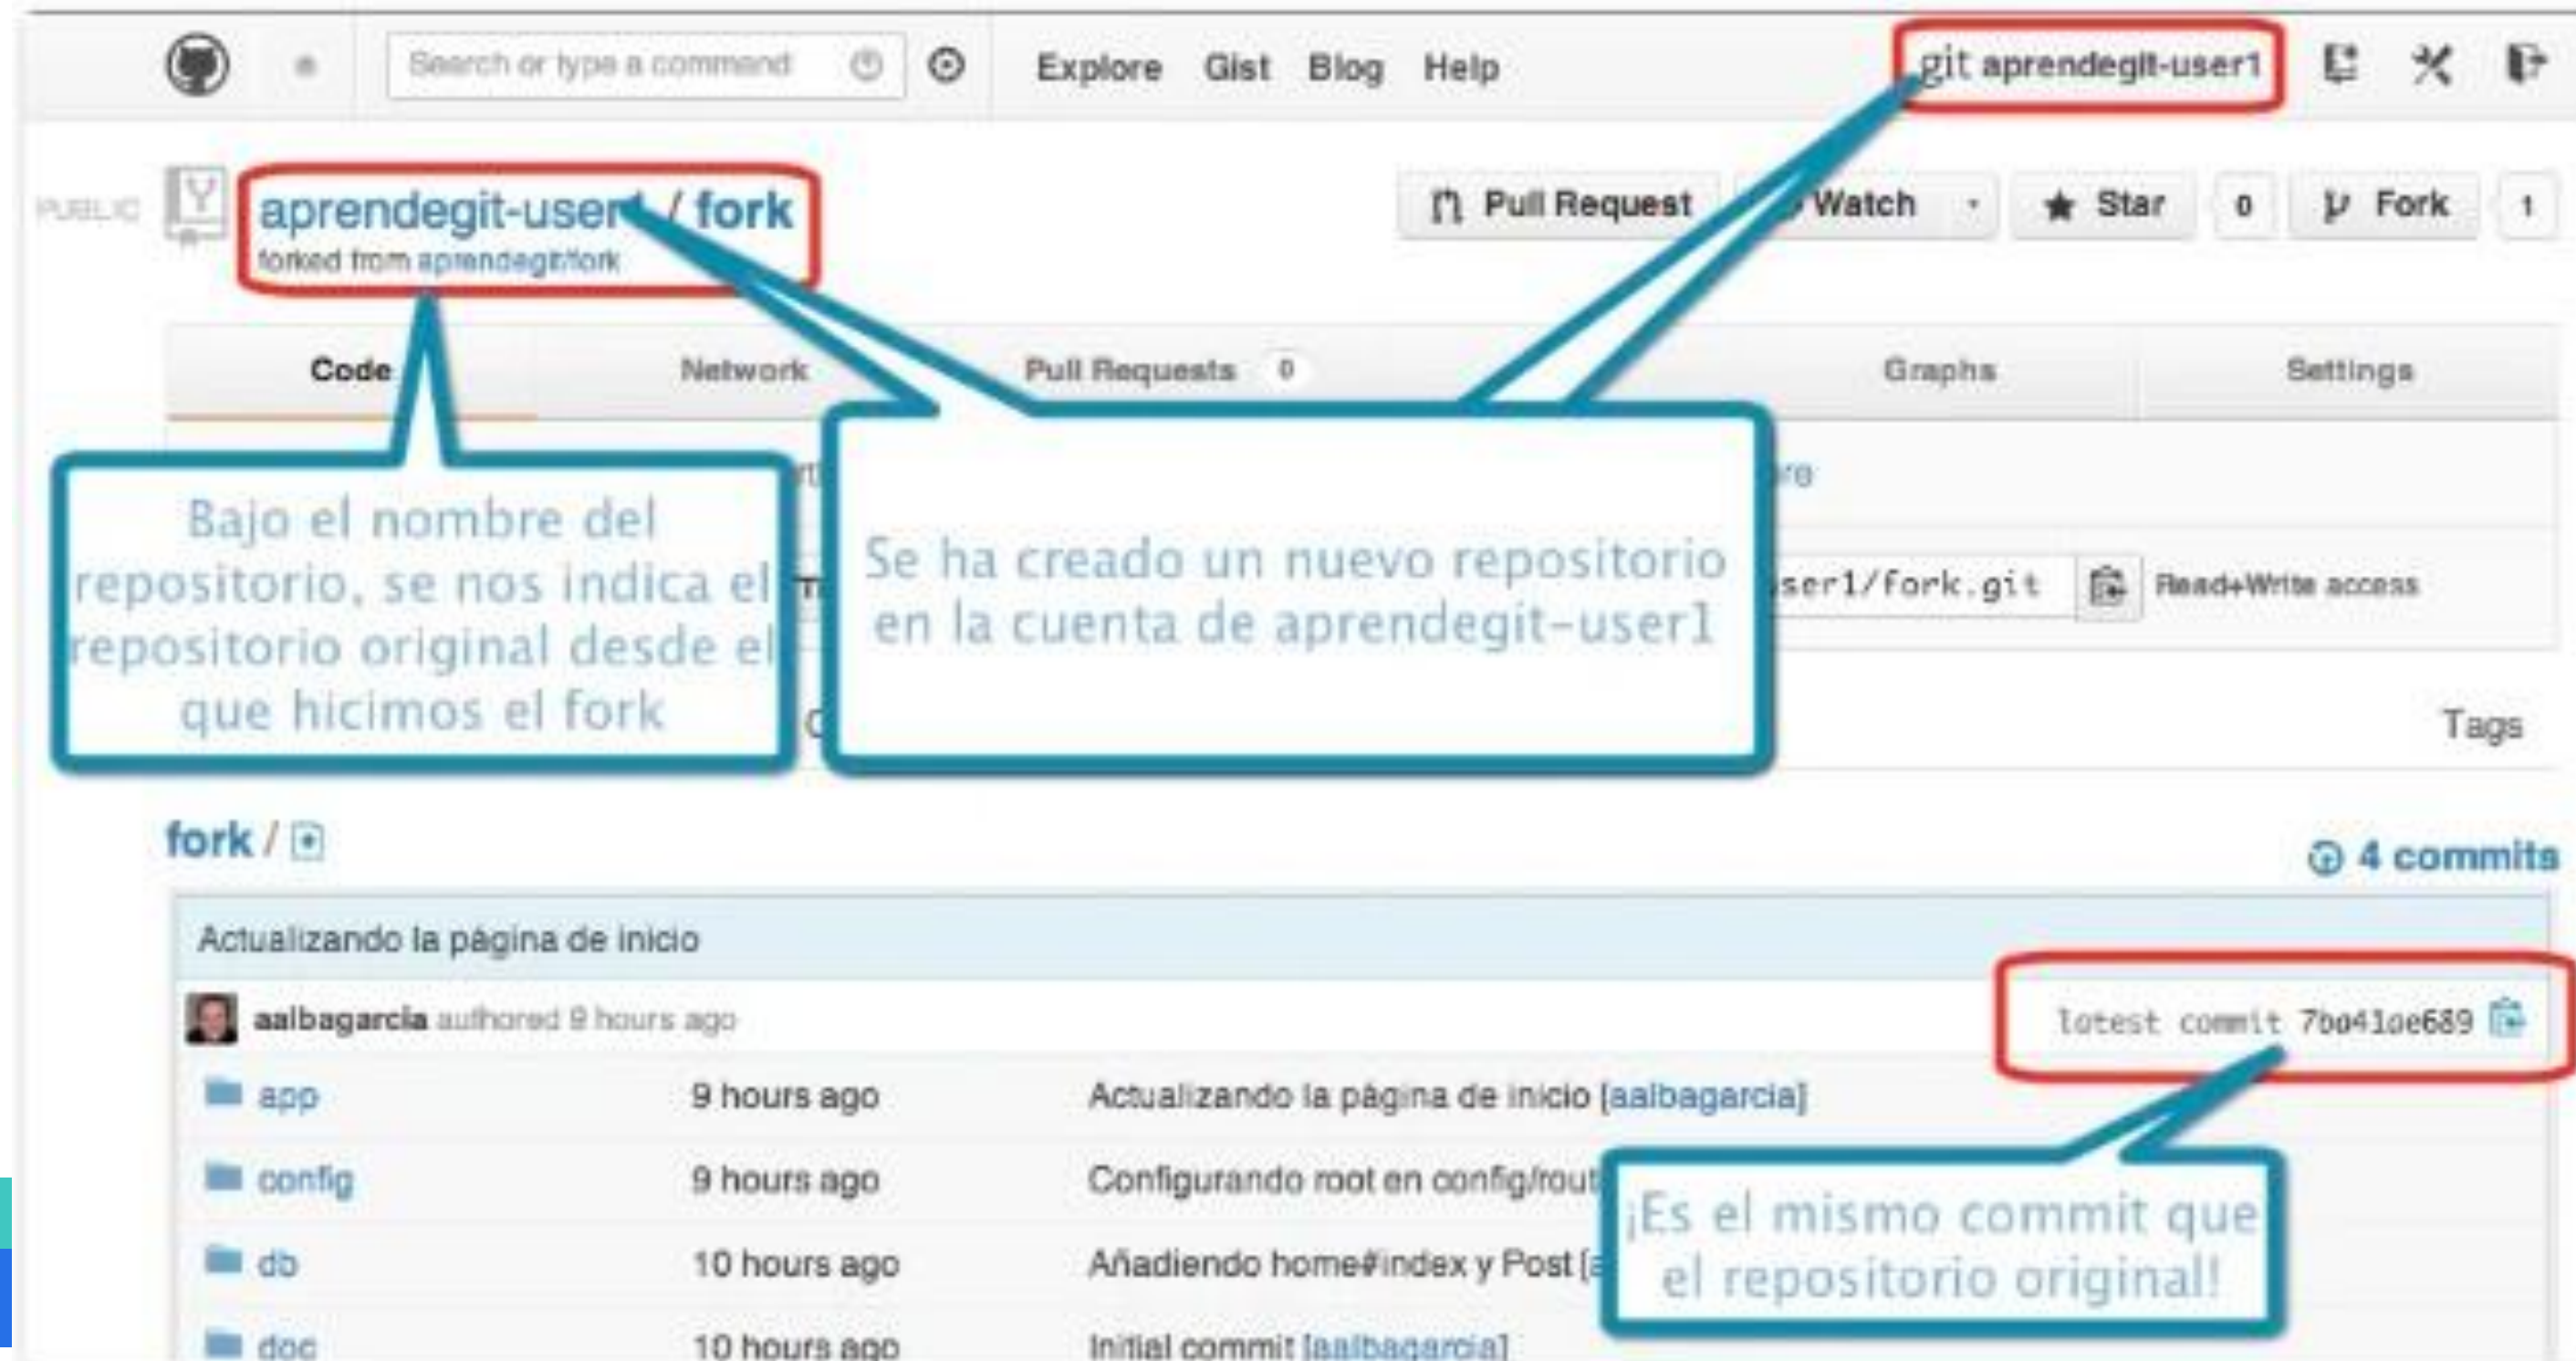 Search or type a command
Explore Gist Blog Help
git aprendegit-user1
PUBLIC
aprendegit-user1 / fork
forked from aprendegit/fork
Pull Request
Watch
Star 0
Fork 1
Code
Network
Pull Requests 0
Graphs
Settings
Bajo el nombre del
repositorio, se nos indica el
repositorio original desde el
que hicimos el fork
Se ha creado un nuevo repositorio
en la cuenta de aprendegit-user1
ser1/fork.git
Read+Write access
Tags
fork /
4 commits
Actualizando la página de inicio
aalbagarcia authored 9 hours ago
latest commit 7ba41ae689
app 9 hours ago Actualizando la página de inicio [aalbagarcia]
config 9 hours ago Configurando root en config/rout
db 10 hours ago Añadiendo home#index y Post [a
¡Es el mismo commit que
el repositorio original!
doc 10 hours ago Initial commit [aalbagarcia]